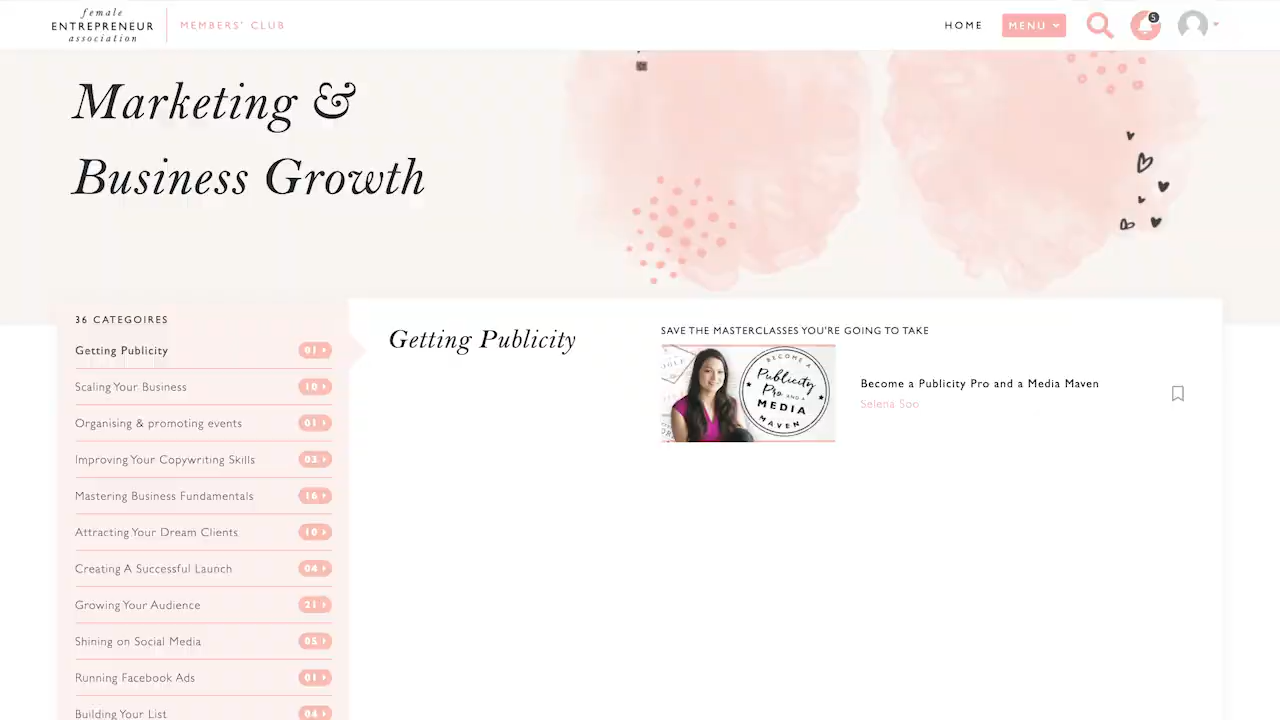 female
ENTREPRENEUR
association
MEMBERS' CLUB
HOME
MENU
5
Marketing &
Business Growth
36 CATEGOIRES
Getting Publicity 01
Scaling Your Business 10
Organising & promoting events 01
Improving Your Copywriting Skills 03
Mastering Business Fundamentals 16
Attracting Your Dream Clients 10
Creating A Successful Launch 04
Growing Your Audience 21
Shining on Social Media 05
Running Facebook Ads 01
Building Your List 04
Getting Publicity
SAVE THE MASTERCLASSES YOU'RE GOING TO TAKE
BECOME A
Publicity
Pro AND A
MEDIA
MAVEN
Become a Publicity Pro and a Media Maven
Selena Soo